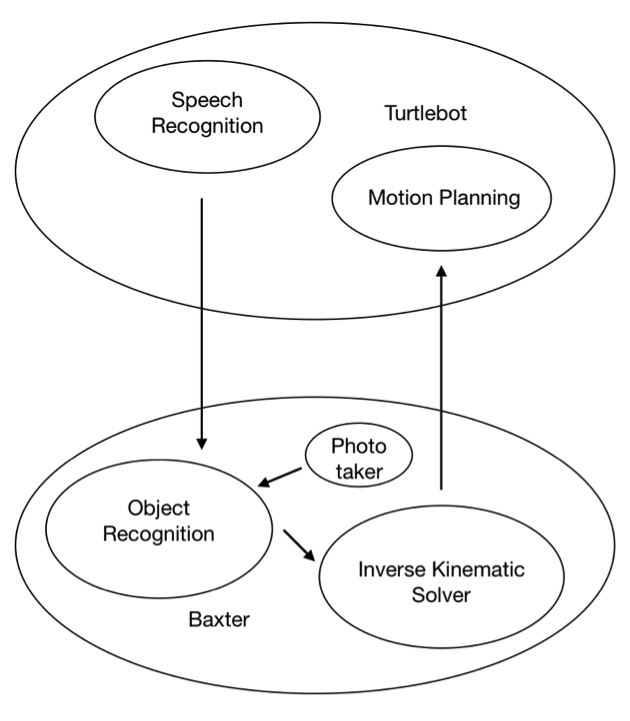 Speech
Recognition
Turtlebot
Motion Planning
Photo
taker
Object
Recognition
Inverse Kinematic
Solver
Baxter